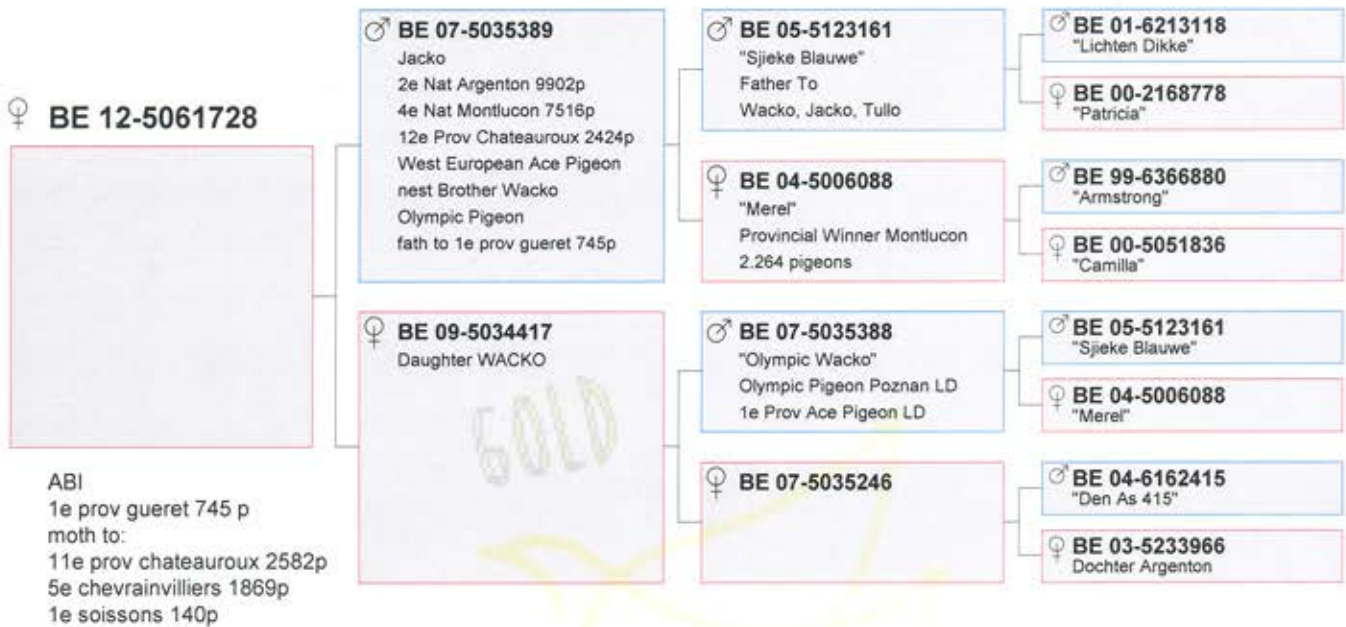 BE 12-5061728
ABI
1e prov gueret 745 p
moth to:
11e prov chateauroux 2582p
5e chevrainvilliers 1869p
1e soissons 140p
BE 07-5035389
Jacko
2e Nat Argenton 9902p
4e Nat Montlucon 7516p
12e Prov Chateauroux 2424p
West European Ace Pigeon
nest Brother Wacko
Olympic Pigeon
fath to 1e prov gueret 745p
BE 09-5034417
Daughter WACKO
GOLD
BE 05-5123161
"Sjieke Blauwe"
Father To
Wacko, Jacko, Tullo
BE 04-5006088
"Merel"
Provincial Winner Montlucon
2.264 pigeons
BE 07-5035388
"Olympic Wacko"
Olympic Pigeon Poznan LD
1e Prov Ace Pigeon LD
BE 07-5035246
BE 01-6213118
"Lichten Dikke"
BE 00-2168778
"Patricia"
BE 99-6366880
"Armstrong"
BE 00-5051836
"Camilla"
BE 05-5123161
"Sjieke Blauwe"
BE 04-5006088
"Merel"
BE 04-6162415
"Den As 415"
BE 03-5233966
Dochter Argenton